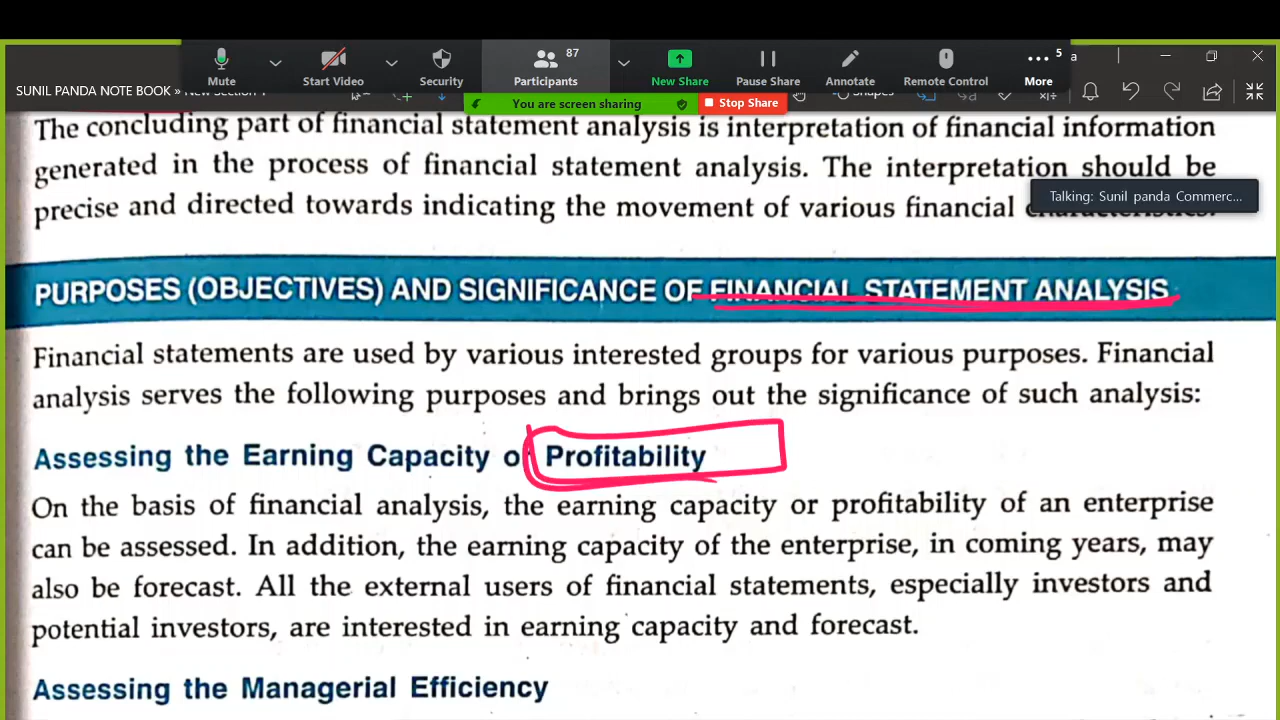 87
5
Mute
Start Video
Security
Participants
New Share
Pause Share
Annotate
Remote Control
More
a
SUNIL PANDA NOTE BOOK » New Section 1
You are screen sharing
Stop Share
The concluding part of financial statement analysis is interpretation of financial information
generated in the process of financial statement analysis. The interpretation should be
Talking: Sunil panda Commerc...
precise and directed towards indicating the movement of various financial characteristics.
PURPOSES (OBJECTIVES) AND SIGNIFICANCE OF FINANCIAL STATEMENT ANALYSIS
Financial statements are used by various interested groups for various purposes. Financial
analysis serves the following purposes and brings out the significance of such analysis:
Assessing the Earning Capacity or Profitability
On the basis of financial analysis, the earning capacity or profitability of an enterprise
can be assessed. In addition, the earning capacity of the enterprise, in coming years, may
also be forecast. All the external users of financial statements, especially investors and
potential investors, are interested in earning capacity and forecast.
Assessing the Managerial Efficiency